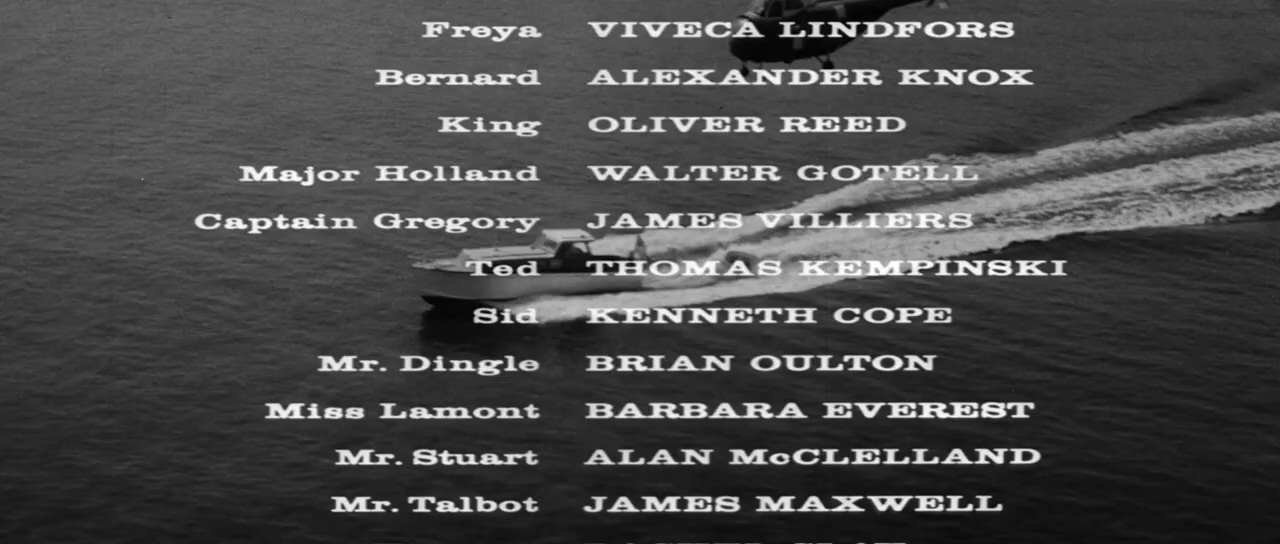 Freya VIVECA LINDFORS
Bernard ALEXANDER KNOX
King OLIVER REED
Major Holland WALTER GOTELL
Captain Gregory JAMES VILLIERS
Ted THOMAS KEMPINSKI
Sid KENNETH COPE
Mr. Dingle BRIAN OULTON
Miss Lamont BARBARA EVEREST
Mr. Stuart ALAN McCLELLAND
Mr. Talbot JAMES MAXWELL